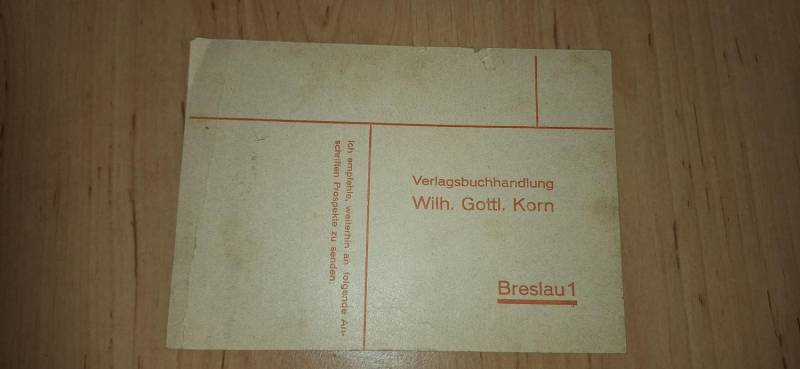 Verlagsbuchhandlung
Wilh. Gottl. Korn
Breslau 1
Ich empfehle, weiterhin an folgende An-
schriften Prospekte zu senden: